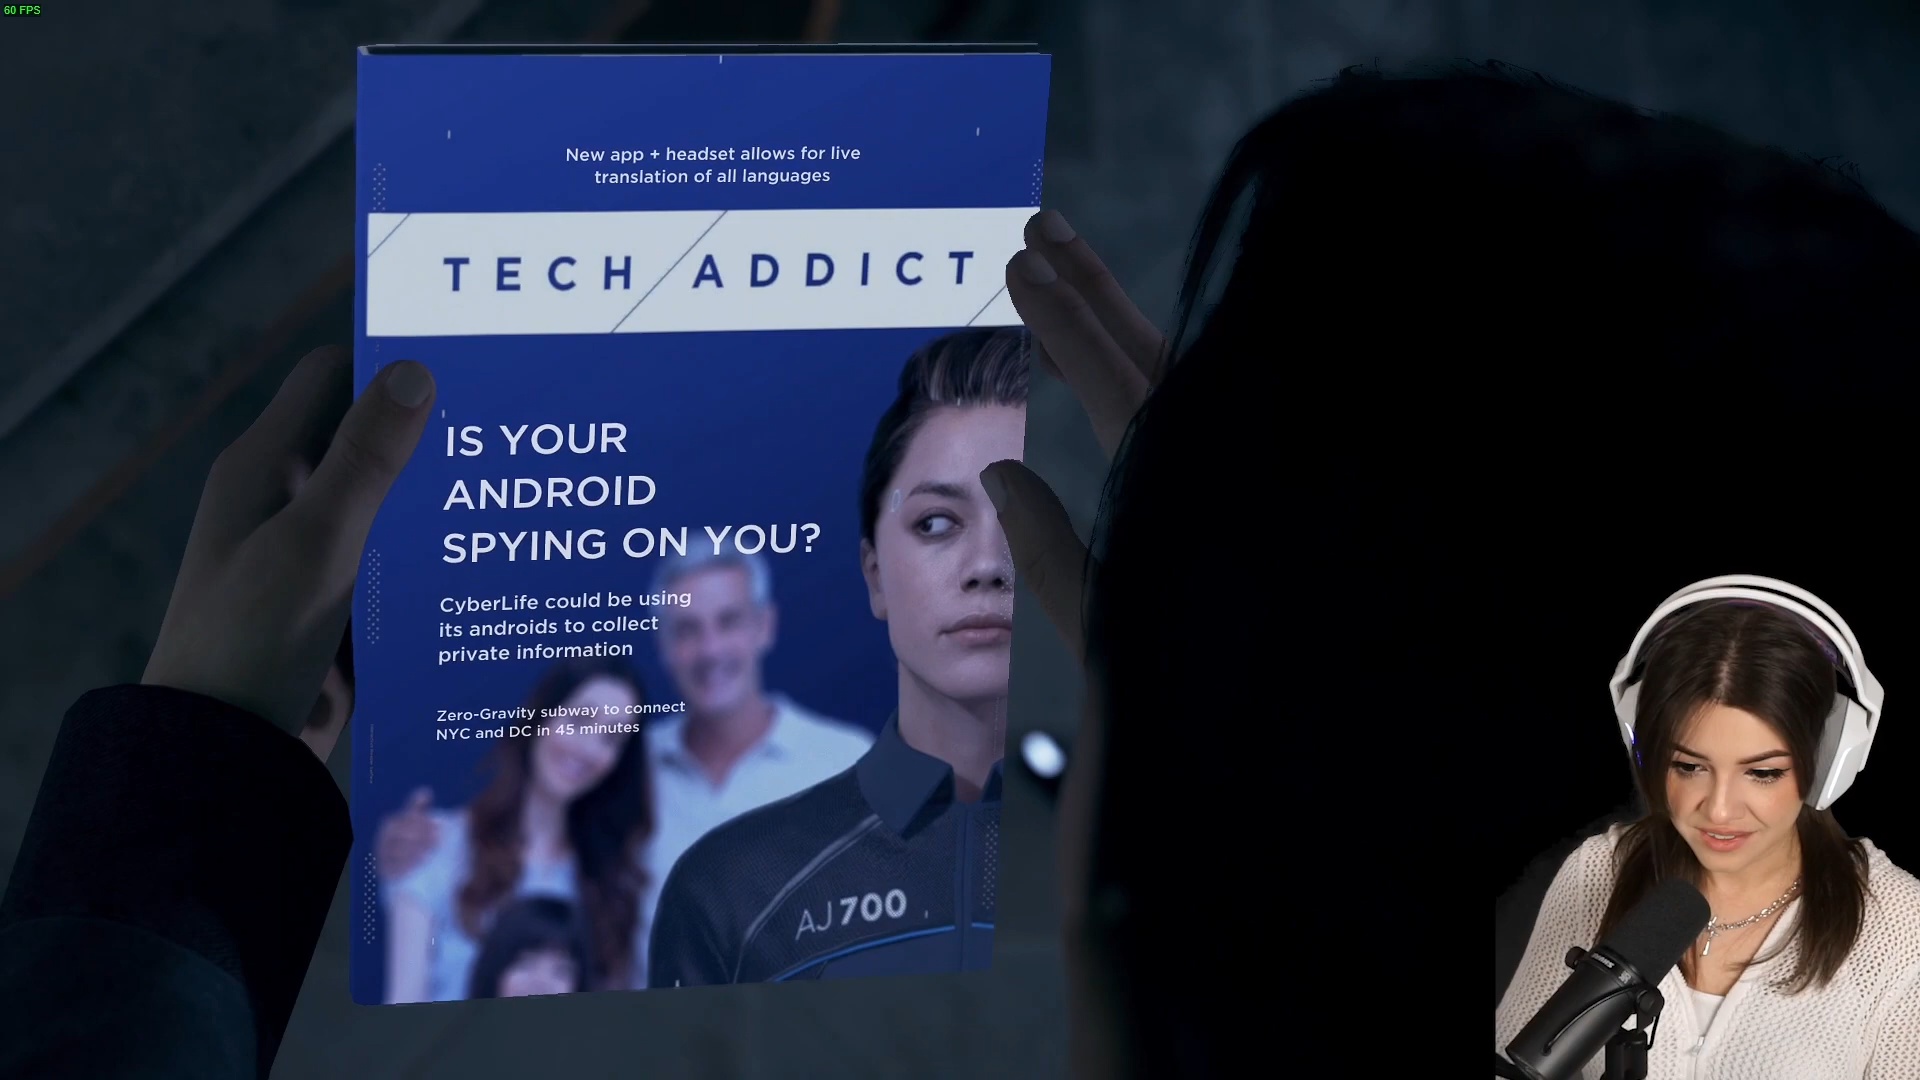 60 FPS
New app + headset allows for live
translation of all languages
TECH ADDICT
IS YOUR
ANDROID
SPYING ON YOU?
CyberLife could be using
its androids to collect
private information
Zero-Gravity subway to connect
NYC and DC in 45 minutes
AJ700